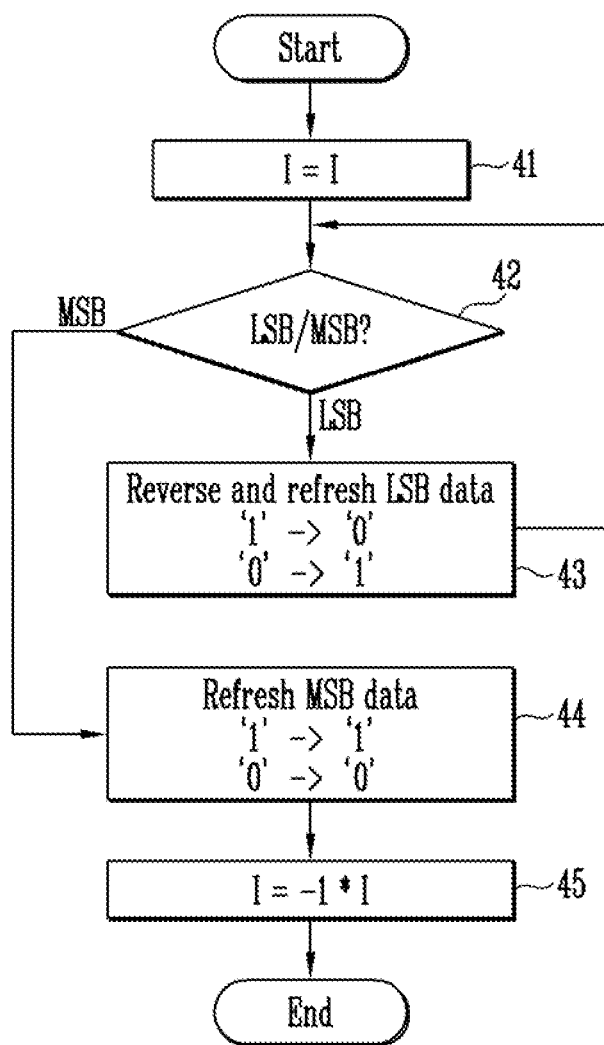 Start
I = I
41
42
MSB
LSB/MSB?
LSB
Reverse and refresh LSB data
'1' -> '0'
'0' -> '1'
43
Refresh MSB data
'1' -> '1'
'0' -> '0'
44
I = -1 * I
45
End